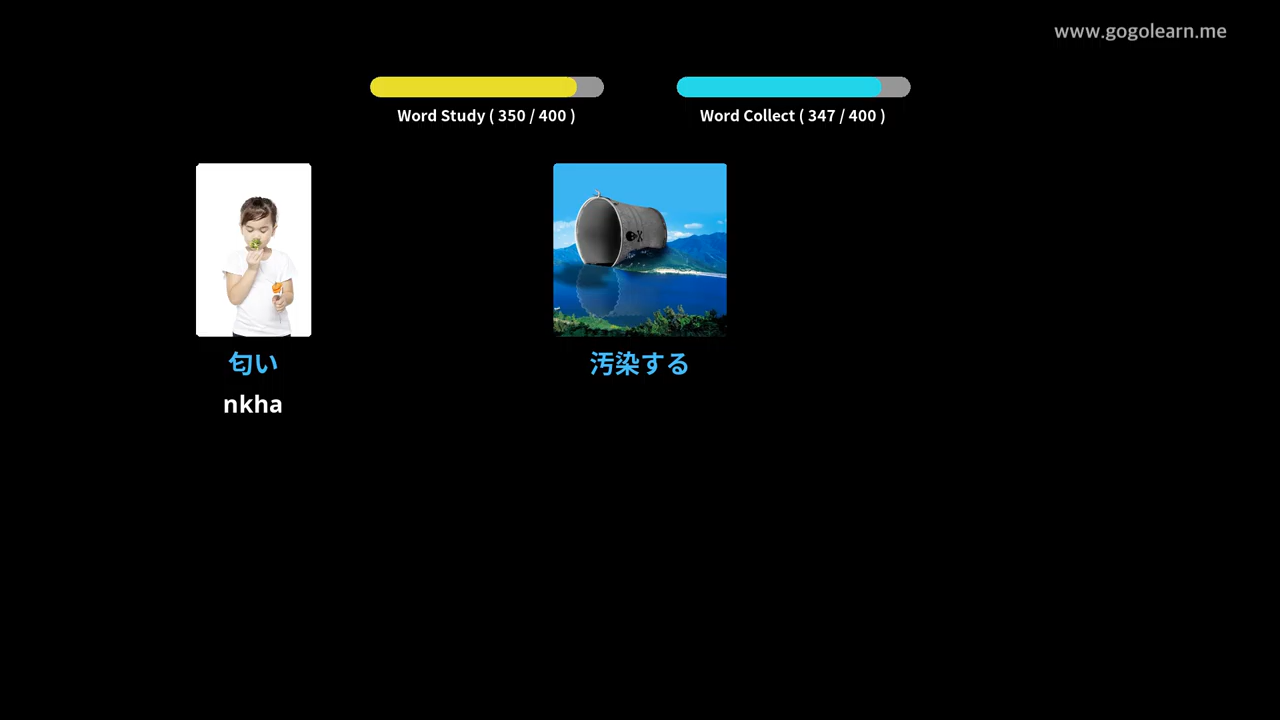 www.gogolearn.me
Word Study ( 350 / 400 )
Word Collect ( 347 / 400 )
匂い
汚染する
nkha